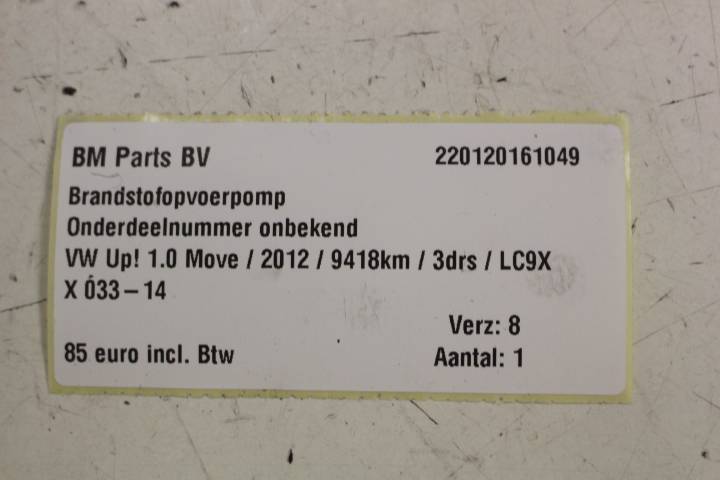 BM Parts BV 220120161049
Brandstofopvoerpomp
Onderdeelnummer onbekend
VW Up! 1.0 Move / 2012 / 9418km / 3drs / LC9X
X 033-14
Verz: 8
85 euro incl. Btw Aantal: 1